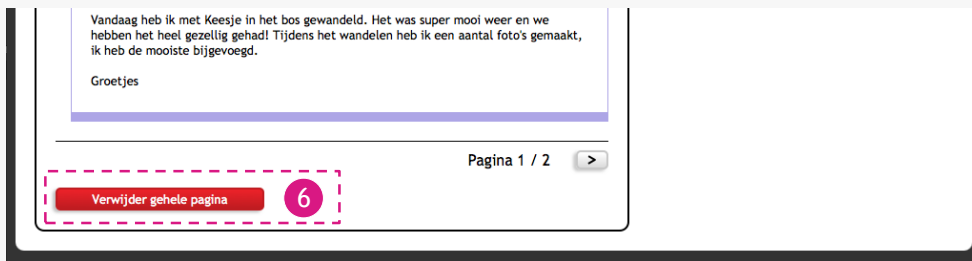 Vandaag heb ik met Keesje in het bos gewandeld. Het was super mooi weer en we
hebben het heel gezellig gehad! Tijdens het wandelen heb ik een aantal foto's gemaakt,
ik heb de mooiste bijgevoegd.
Groetjes
Pagina 1 / 2 >
Verwijder gehele pagina 6